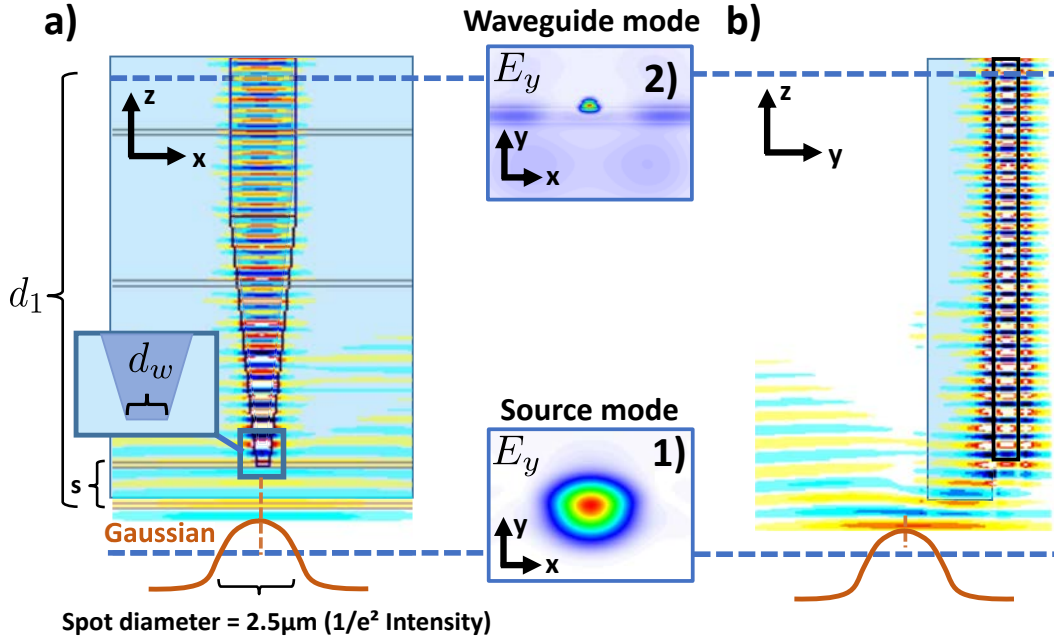 a)
Waveguide mode
b)
E_y
2)
z
x
y
x
z
y
d_1
d_w
Source mode
E_y
1)
s
y
x
Gaussian
Spot diameter = 2.5µm (1/e² Intensity)